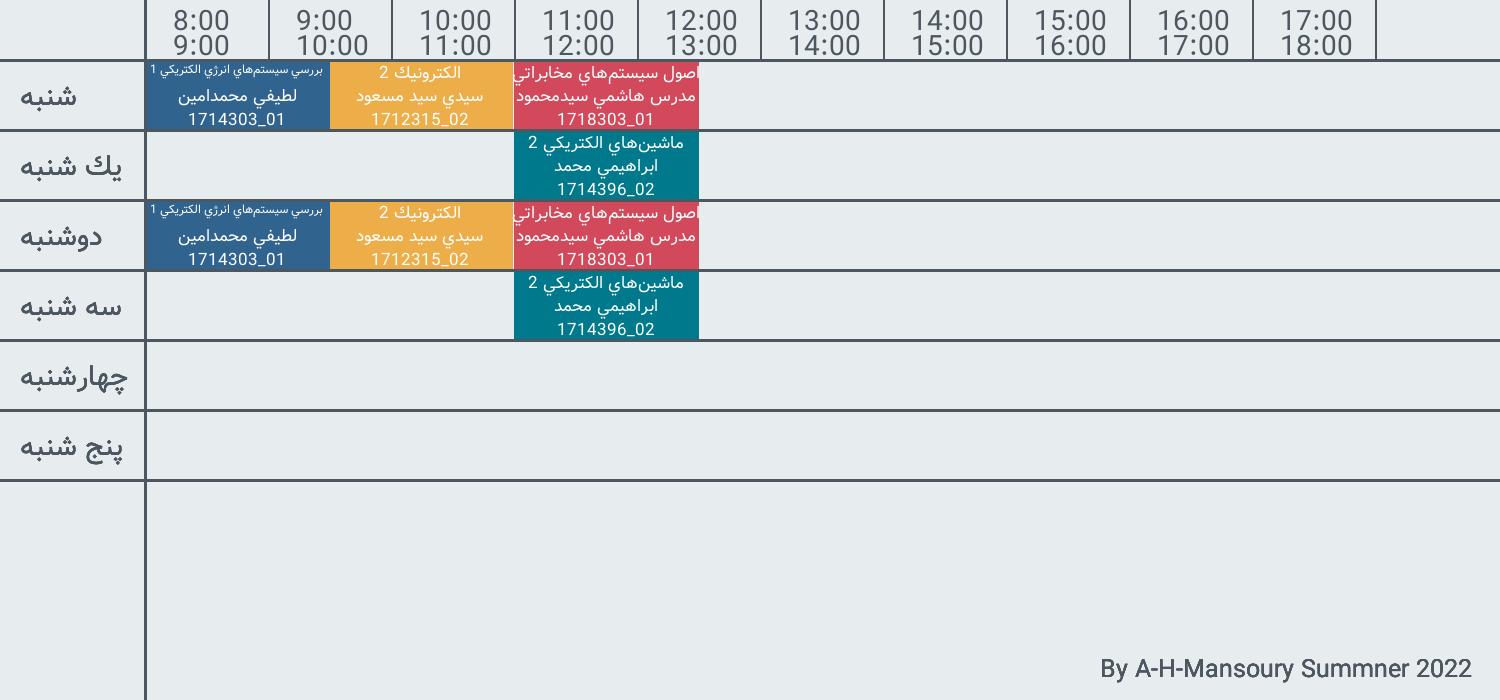 8:00 9:00 10:00 11:00 12:00 13:00 14:00 15:00 16:00 17:00
9:00 10:00 11:00 12:00 13:00 14:00 15:00 16:00 17:00 18:00
شنبه
بررسي سيستم‌هاي انرژي الكتريكي 1
لطيفي محمدامين
1714303_01
الكترونيك 2
سيدي سيد مسعود
1712315_02
اصول سيستم‌هاي مخابراتي
مدرس هاشمي سيدمحمود
1718303_01
يك شنبه
ماشين‌هاي الكتريكي 2
ابراهيمي محمد
1714396_02
دوشنبه
بررسي سيستم‌هاي انرژي الكتريكي 1
لطيفي محمدامين
1714303_01
الكترونيك 2
سيدي سيد مسعود
1712315_02
اصول سيستم‌هاي مخابراتي
مدرس هاشمي سيدمحمود
1718303_01
سه شنبه
ماشين‌هاي الكتريكي 2
ابراهيمي محمد
1714396_02
چهارشنبه
پنج شنبه
By A-H-Mansoury Summner 2022